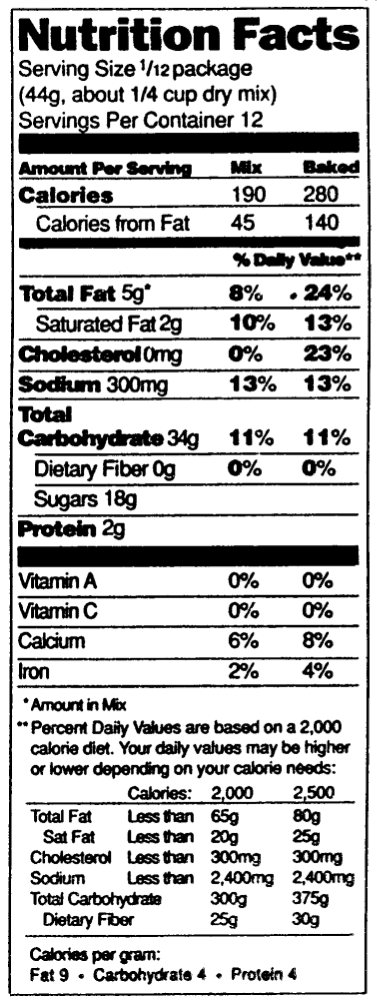 Nutrition Facts
Serving Size 1/12 package
(44g, about 1/4 cup dry mix)
Servings Per Container 12
Amount Per Serving Mix Baked
Calories 190 280
Calories from Fat 45 140
% Daily Value**
Total Fat 5g* 8% 24%
Saturated Fat 2g 10% 13%
Cholesterol 0mg 0% 23%
Sodium 300mg 13% 13%
Total
Carbohydrate 34g 11% 11%
Dietary Fiber 0g 0% 0%
Sugars 18g
Protein 2g
Vitamin A 0% 0%
Vitamin C 0% 0%
Calcium 6% 8%
Iron 2% 4%
*Amount in Mix
**Percent Daily Values are based on a 2,000
calorie diet. Your daily values may be higher
or lower depending on your calorie needs:
Calories: 2,000 2,500
Total Fat Less than 65g 80g
Sat Fat Less than 20g 25g
Cholesterol Less than 300mg 300mg
Sodium Less than 2,400mg 2,400mg
Total Carbohydrate 300g 375g
Dietary Fiber 25g 30g
Calories per gram:
Fat 9 • Carbohydrate 4 • Protein 4